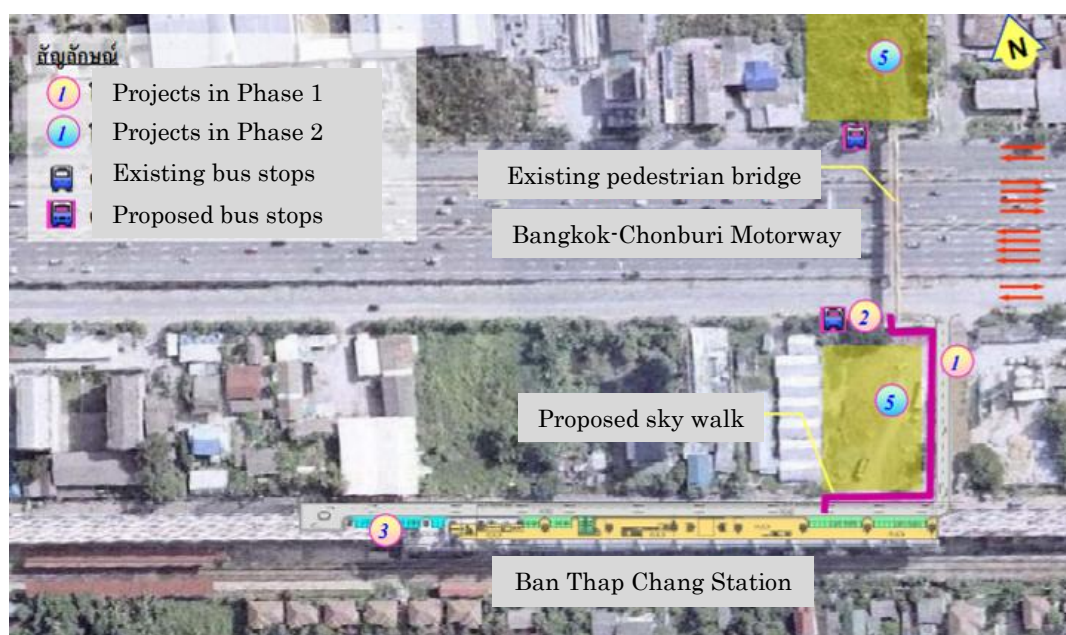 สัญลักษณ์
1 Projects in Phase 1
1 Projects in Phase 2
Existing bus stops
Proposed bus stops
N
5
Existing pedestrian bridge
Bangkok-Chonburi Motorway
2
1
5
Proposed sky walk
3
Ban Thap Chang Station